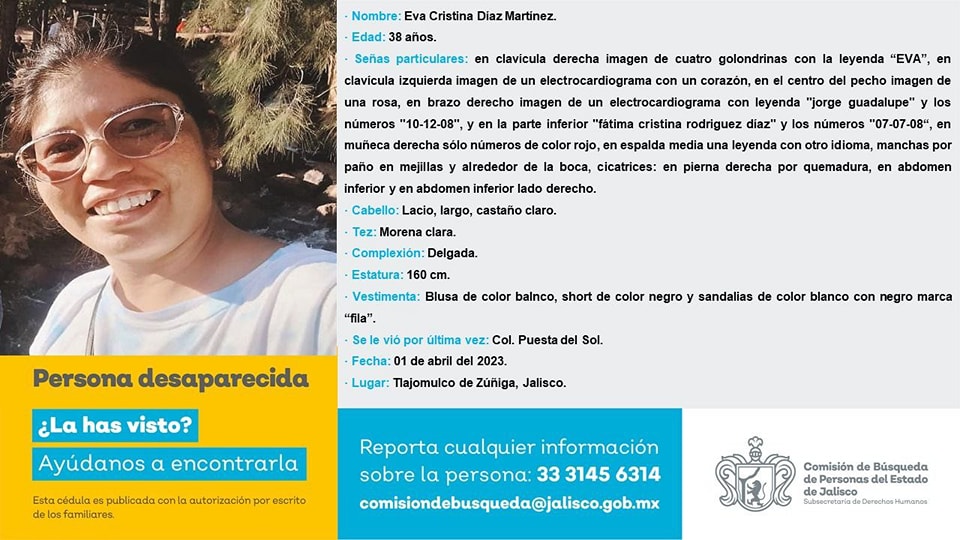 · Nombre: Eva Cristina Díaz Martínez.
· Edad: 38 años.
· Señas particulares: en clavícula derecha imagen de cuatro golondrinas con la leyenda “EVA”, en
clavícula izquierda imagen de un electrocardiograma con un corazón, en el centro del pecho imagen de
una rosa, en brazo derecho imagen de un electrocardiograma con leyenda "jorge guadalupe" y los
números "10-12-08", y en la parte inferior "fátima cristina rodriguez díaz" y los números "07-07-08“, en
muñeca derecha sólo números de color rojo, en espalda media una leyenda con otro idioma, manchas por
paño en mejillas y alrededor de la boca, cicatrices: en pierna derecha por quemadura, en abdomen
inferior y en abdomen inferior lado derecho.
· Cabello: Lacio, largo, castaño claro.
· Tez: Morena clara.
· Complexión: Delgada.
· Estatura: 160 cm.
· Vestimenta: Blusa de color balnco, short de color negro y sandalias de color blanco con negro marca
“fila”.
· Se le vió por última vez: Col. Puesta del Sol.
· Fecha: 01 de abril del 2023.
· Lugar: Tlajomulco de Zúñiga, Jalisco.
Persona desaparecida
¿La has visto?
Ayúdanos a encontrarla
Esta cédula es publicada con la autorización por escrito
de los familiares.
Reporta cualquier información
sobre la persona: 33 3145 6314
comisiondebusqueda@jalisco.gob.mx
Comisión de Búsqueda
de Personas del Estado
de Jalisco
Subsecretaría de Derechos Humanos